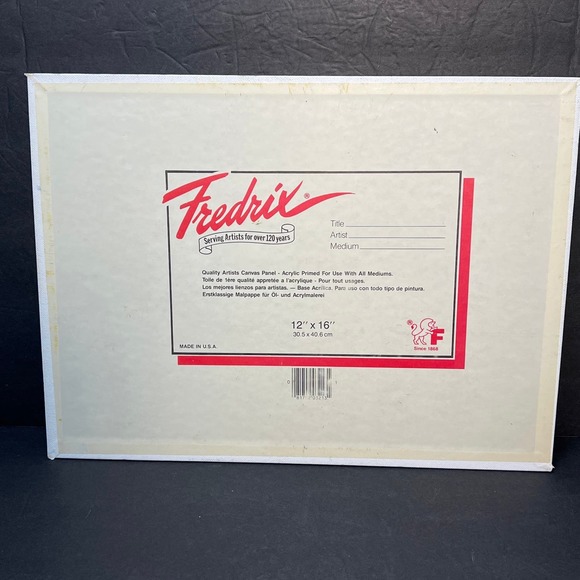 Fredrix®
Serving Artists for over 120 years
Title
Artist
Medium
Quality Artists Canvas Panel - Acrylic Primed For Use With All Mediums.
Toile de 1ère qualité appretée a l'acrylique - Pour tout usages.
Los mejores lienzos para artistas. — Base Acrilica. Para uso con todo tipo de pintura.
Erstklassige Malpappe für Öl- und Acrylmalerei
12" x 16"
30.5 x 40.6 cm
MADE IN U.S.A.
® F
Since 1868
0